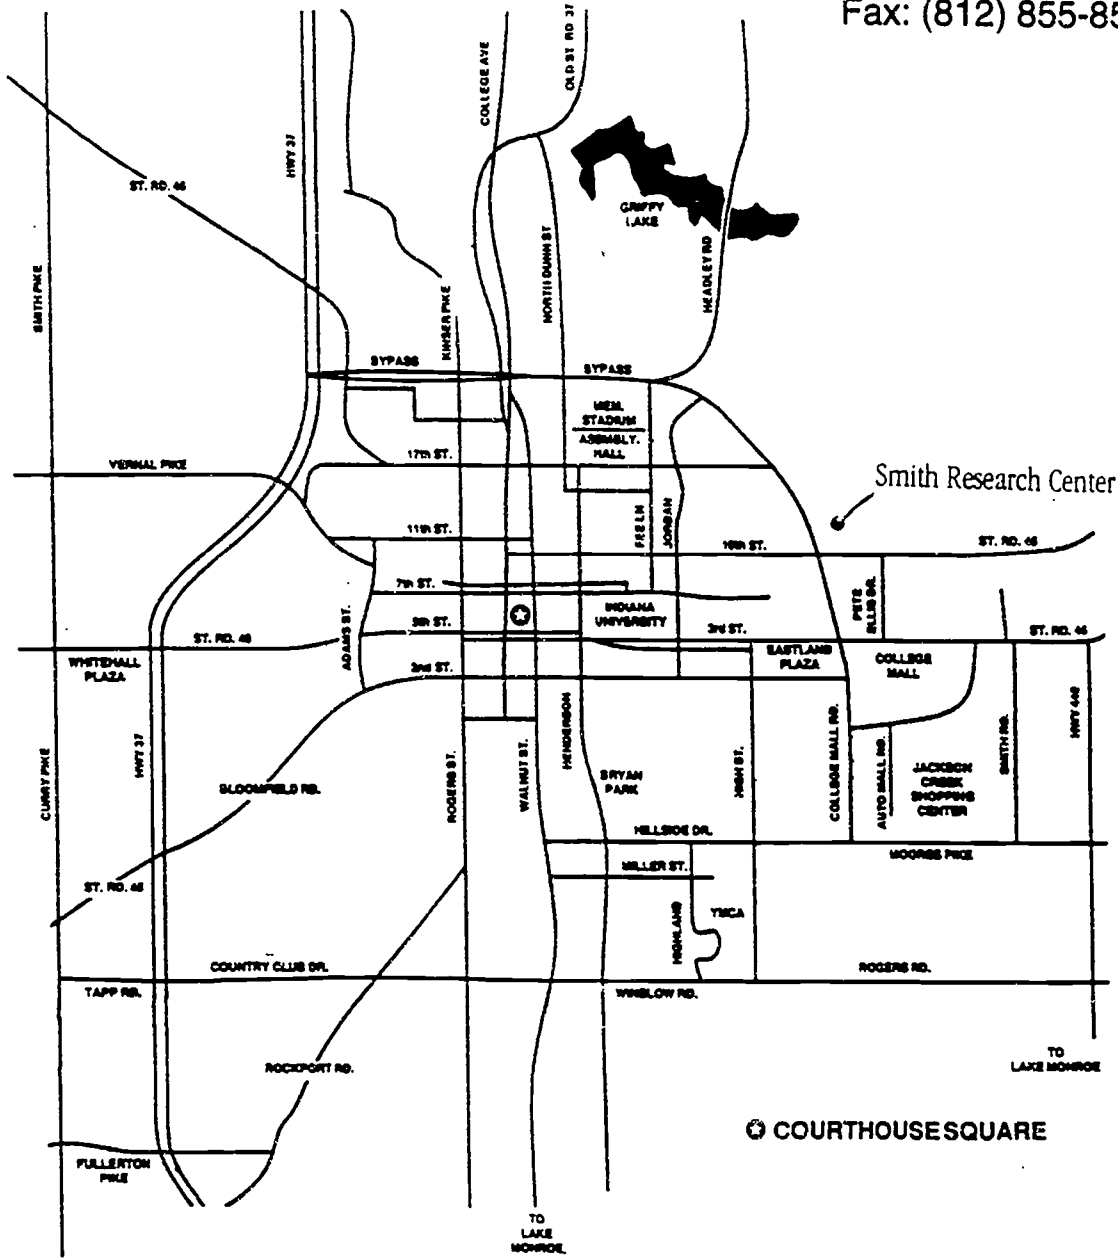 Fax: (812) 855-85
COLLEGE AVE
OLD ST RD 37
HWY 37
ST. RD. 46
GRIFFY
LAKE
SMITH PIKE
KINSER PIKE
NORTH DUNN ST
HEADLEY RD
BYPASS
BYPASS
MEM.
STADIUM
ASSEMBLY.
HALL
VERNAL PIKE
17th ST.
Smith Research Center
11th ST.
FEE LN
JORDAN
10th ST.
ST. RD. 45
7th ST.
INDIANA
UNIVERSITY
PETE
ELLIS DR.
ADAMS ST.
ST. RD. 48
5th ST.
3rd ST.
ST. RD. 46
WHITEHALL
PLAZA
2nd ST.
EASTLAND
PLAZA
COLLEGE
MALL
CURRY PIKE
HWY 37
BLOOMFIELD RD.
ROGERS ST.
WALNUT ST.
HENDERSON
BRYAN
PARK
HIGH ST.
COLLEGE MALL RD.
AUTO MALL RD.
JACKSON
CREEK
SHOPPING
CENTER
SMITH RD.
HWY 446
HILLSIDE DR.
MOORES PIKE
ST. RD. 45
MILLER ST.
HIGHLAND
YMCA
COUNTRY CLUB DR.
ROGERS RD.
TAPP RD.
WINSLOW RD.
ROCKPORT RD.
TO
LAKE MONROE
COURTHOUSE SQUARE
FULLERTON
PIKE
TO
LAKE
MONROE